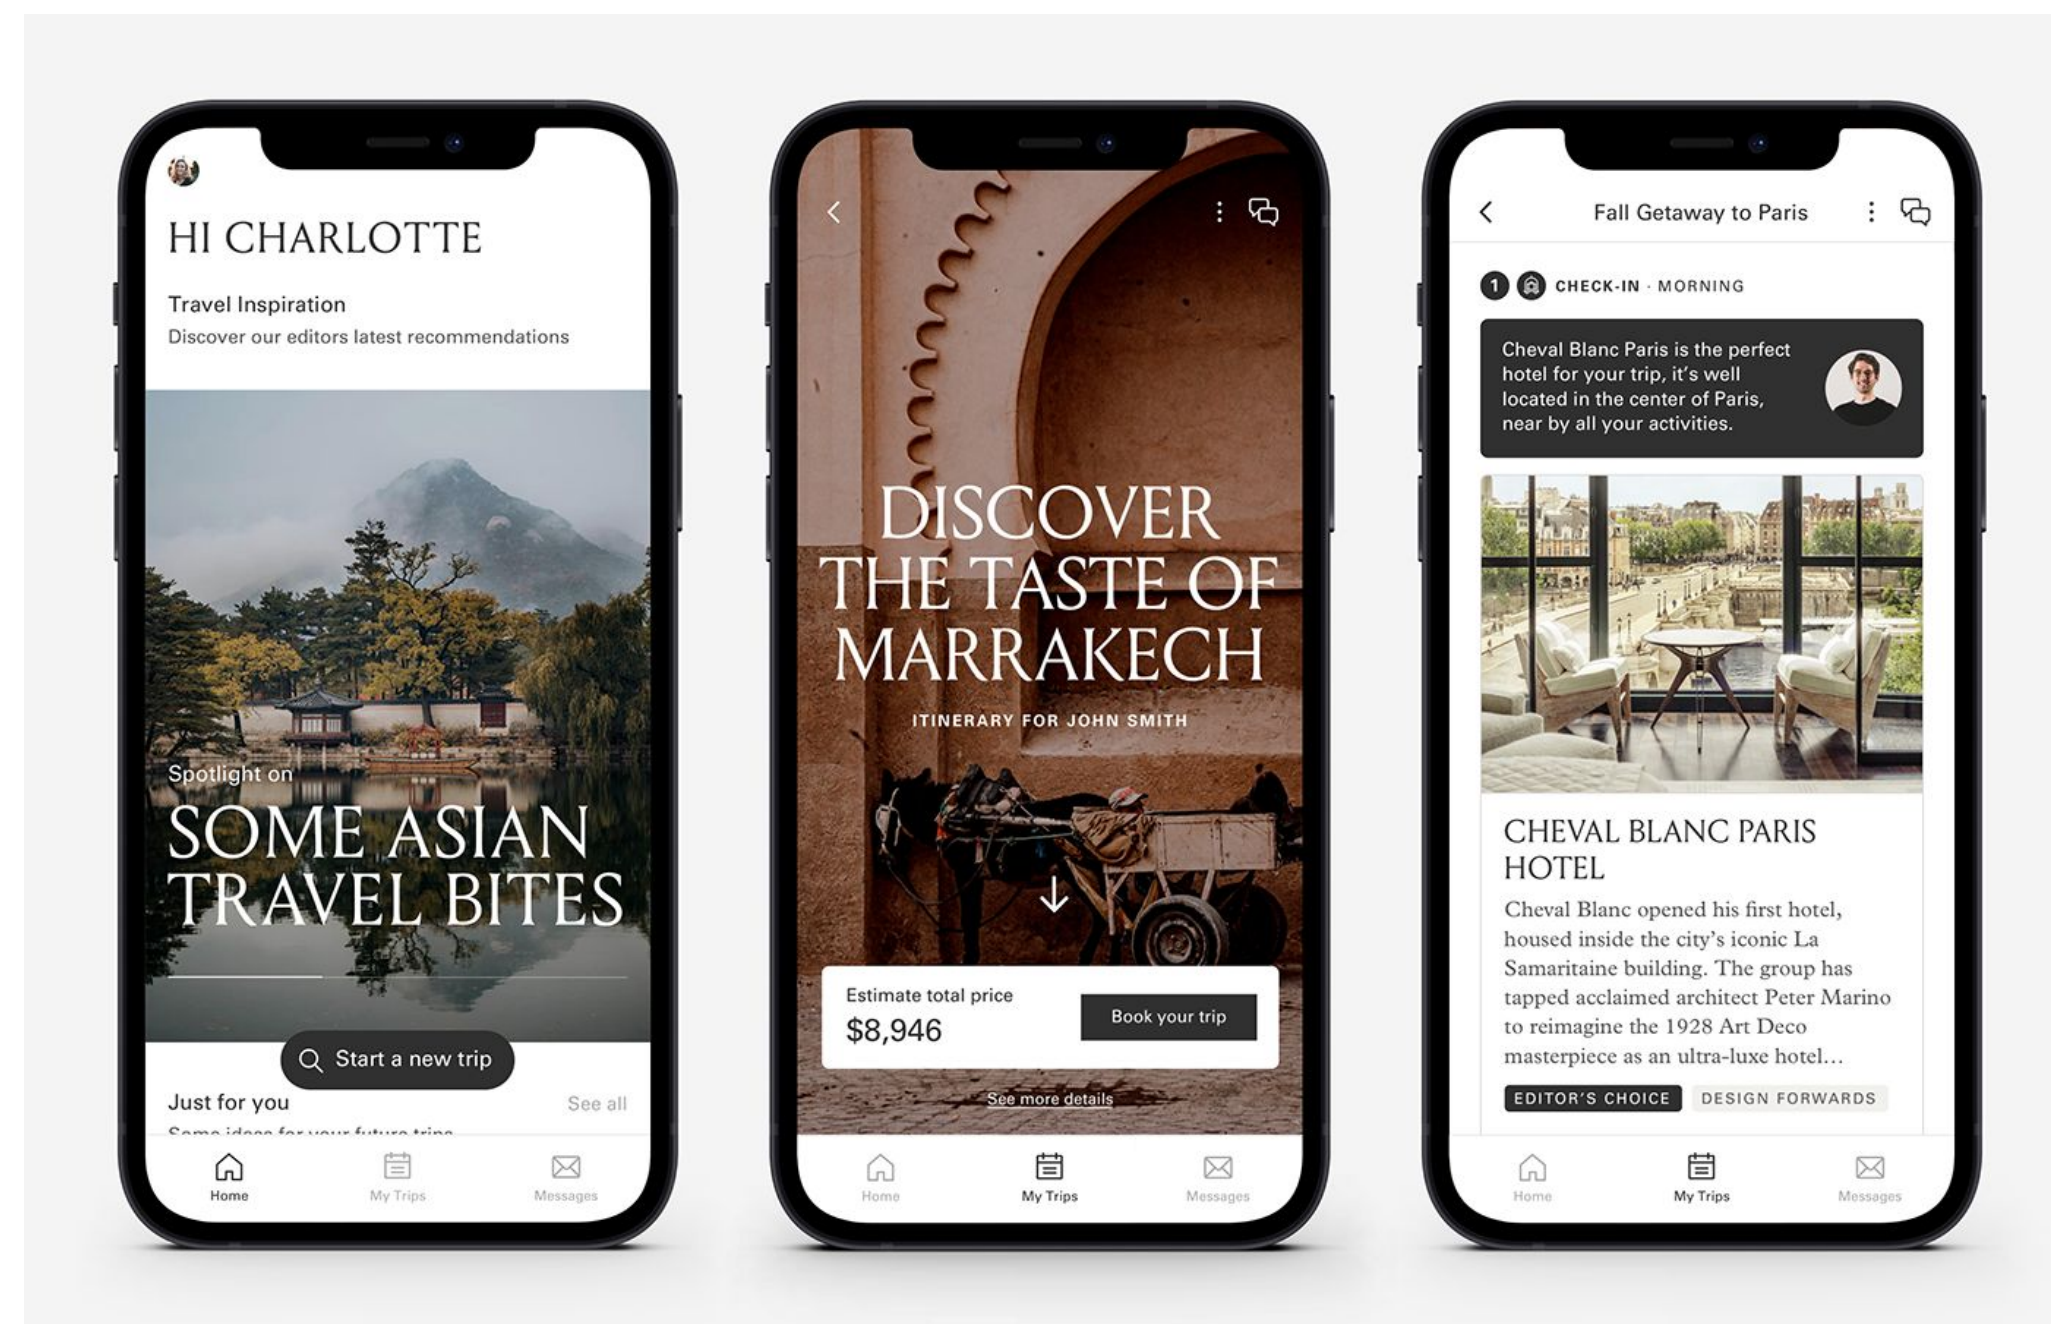 HI CHARLOTTE
Travel Inspiration
Discover our editors latest recommendations
Spotlight on
SOME ASIAN
TRAVEL BITES
Start a new trip
Just for you
See all
Some ideas for your future trips
Home
My Trips
Messages
DISCOVER
THE TASTE OF
MARRAKECH
ITINERARY FOR JOHN SMITH
Estimate total price
$8,946
Book your trip
See more details
Home
My Trips
Messages
Fall Getaway to Paris
1 CHECK-IN · MORNING
Cheval Blanc Paris is the perfect
hotel for your trip, it's well
located in the center of Paris,
near by all your activities.
CHEVAL BLANC PARIS
HOTEL
Cheval Blanc opened his first hotel,
housed inside the city's iconic La
Samaritaine building. The group has
tapped acclaimed architect Peter Marino
to reimagine the 1928 Art Deco
masterpiece as an ultra-luxe hotel…
EDITOR'S CHOICE
DESIGN FORWARDS
Home
My Trips
Messages